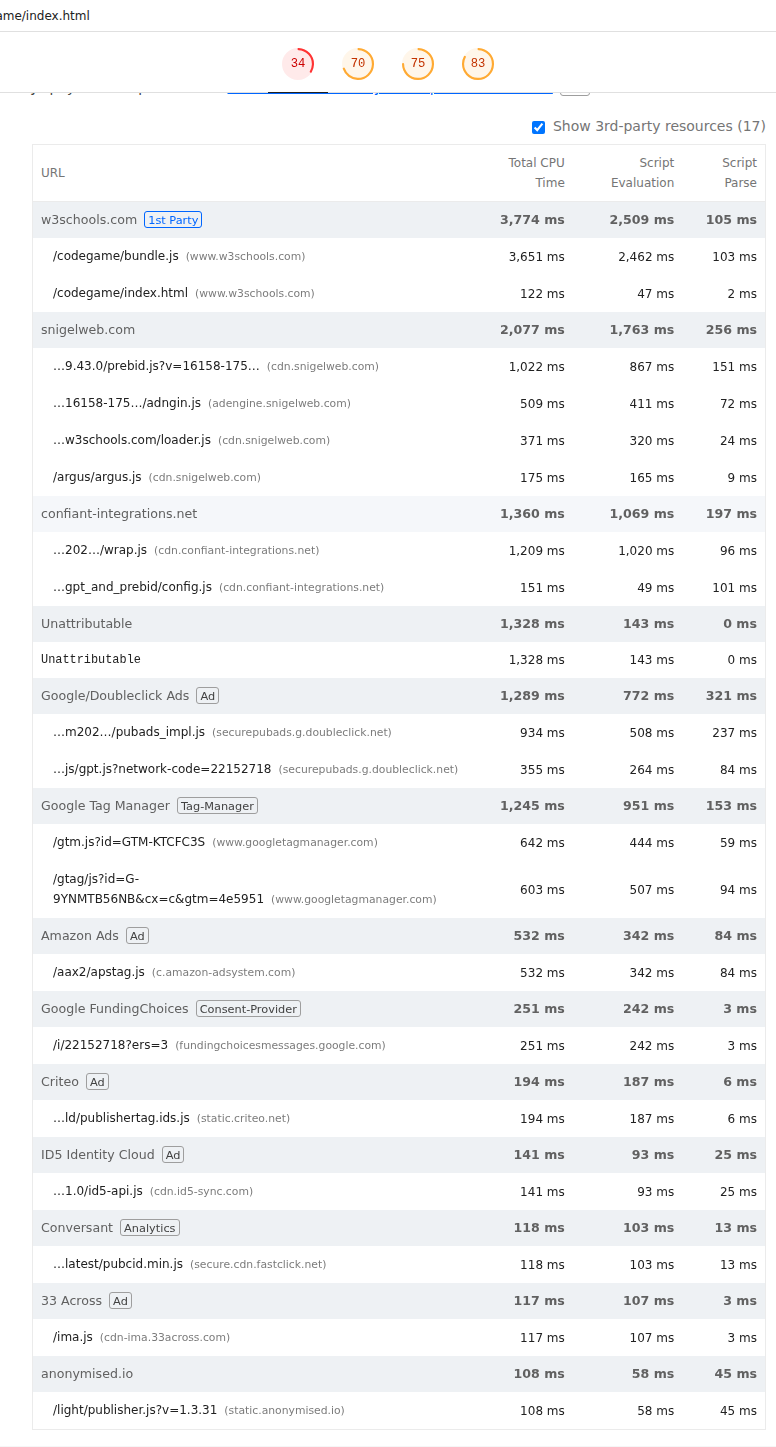 ame/index.html
34 70 75 83
Show 3rd-party resources (17)
URL Total CPU Time Script Evaluation Script Parse
w3schools.com 1st Party 3,774 ms 2,509 ms 105 ms
/codegame/bundle.js (www.w3schools.com) 3,651 ms 2,462 ms 103 ms
/codegame/index.html (www.w3schools.com) 122 ms 47 ms 2 ms
snigelweb.com 2,077 ms 1,763 ms 256 ms
…9.43.0/prebid.js?v=16158-175… (cdn.snigelweb.com) 1,022 ms 867 ms 151 ms
…16158-175…/adngin.js (adengine.snigelweb.com) 509 ms 411 ms 72 ms
…w3schools.com/loader.js (cdn.snigelweb.com) 371 ms 320 ms 24 ms
/argus/argus.js (cdn.snigelweb.com) 175 ms 165 ms 9 ms
confiant-integrations.net 1,360 ms 1,069 ms 197 ms
…202…/wrap.js (cdn.confiant-integrations.net) 1,209 ms 1,020 ms 96 ms
…gpt_and_prebid/config.js (cdn.confiant-integrations.net) 151 ms 49 ms 101 ms
Unattributable 1,328 ms 143 ms 0 ms
Unattributable 1,328 ms 143 ms 0 ms
Google/Doubleclick Ads Ad 1,289 ms 772 ms 321 ms
…m202…/pubads_impl.js (securepubads.g.doubleclick.net) 934 ms 508 ms 237 ms
…js/gpt.js?network-code=22152718 (securepubads.g.doubleclick.net) 355 ms 264 ms 84 ms
Google Tag Manager Tag-Manager 1,245 ms 951 ms 153 ms
/gtm.js?id=GTM-KTCFC3S (www.googletagmanager.com) 642 ms 444 ms 59 ms
/gtag/js?id=G-
9YNMTB56NB&cx=c&gtm=4e5951 (www.googletagmanager.com) 603 ms 507 ms 94 ms
Amazon Ads Ad 532 ms 342 ms 84 ms
/aax2/apstag.js (c.amazon-adsystem.com) 532 ms 342 ms 84 ms
Google FundingChoices Consent-Provider 251 ms 242 ms 3 ms
/i/22152718?ers=3 (fundingchoicesmessages.google.com) 251 ms 242 ms 3 ms
Criteo Ad 194 ms 187 ms 6 ms
…ld/publishertag.ids.js (static.criteo.net) 194 ms 187 ms 6 ms
ID5 Identity Cloud Ad 141 ms 93 ms 25 ms
…1.0/id5-api.js (cdn.id5-sync.com) 141 ms 93 ms 25 ms
Conversant Analytics 118 ms 103 ms 13 ms
…latest/pubcid.min.js (secure.cdn.fastclick.net) 118 ms 103 ms 13 ms
33 Across Ad 117 ms 107 ms 3 ms
/ima.js (cdn-ima.33across.com) 117 ms 107 ms 3 ms
anonymised.io 108 ms 58 ms 45 ms
/light/publisher.js?v=1.3.31 (static.anonymised.io) 108 ms 58 ms 45 ms